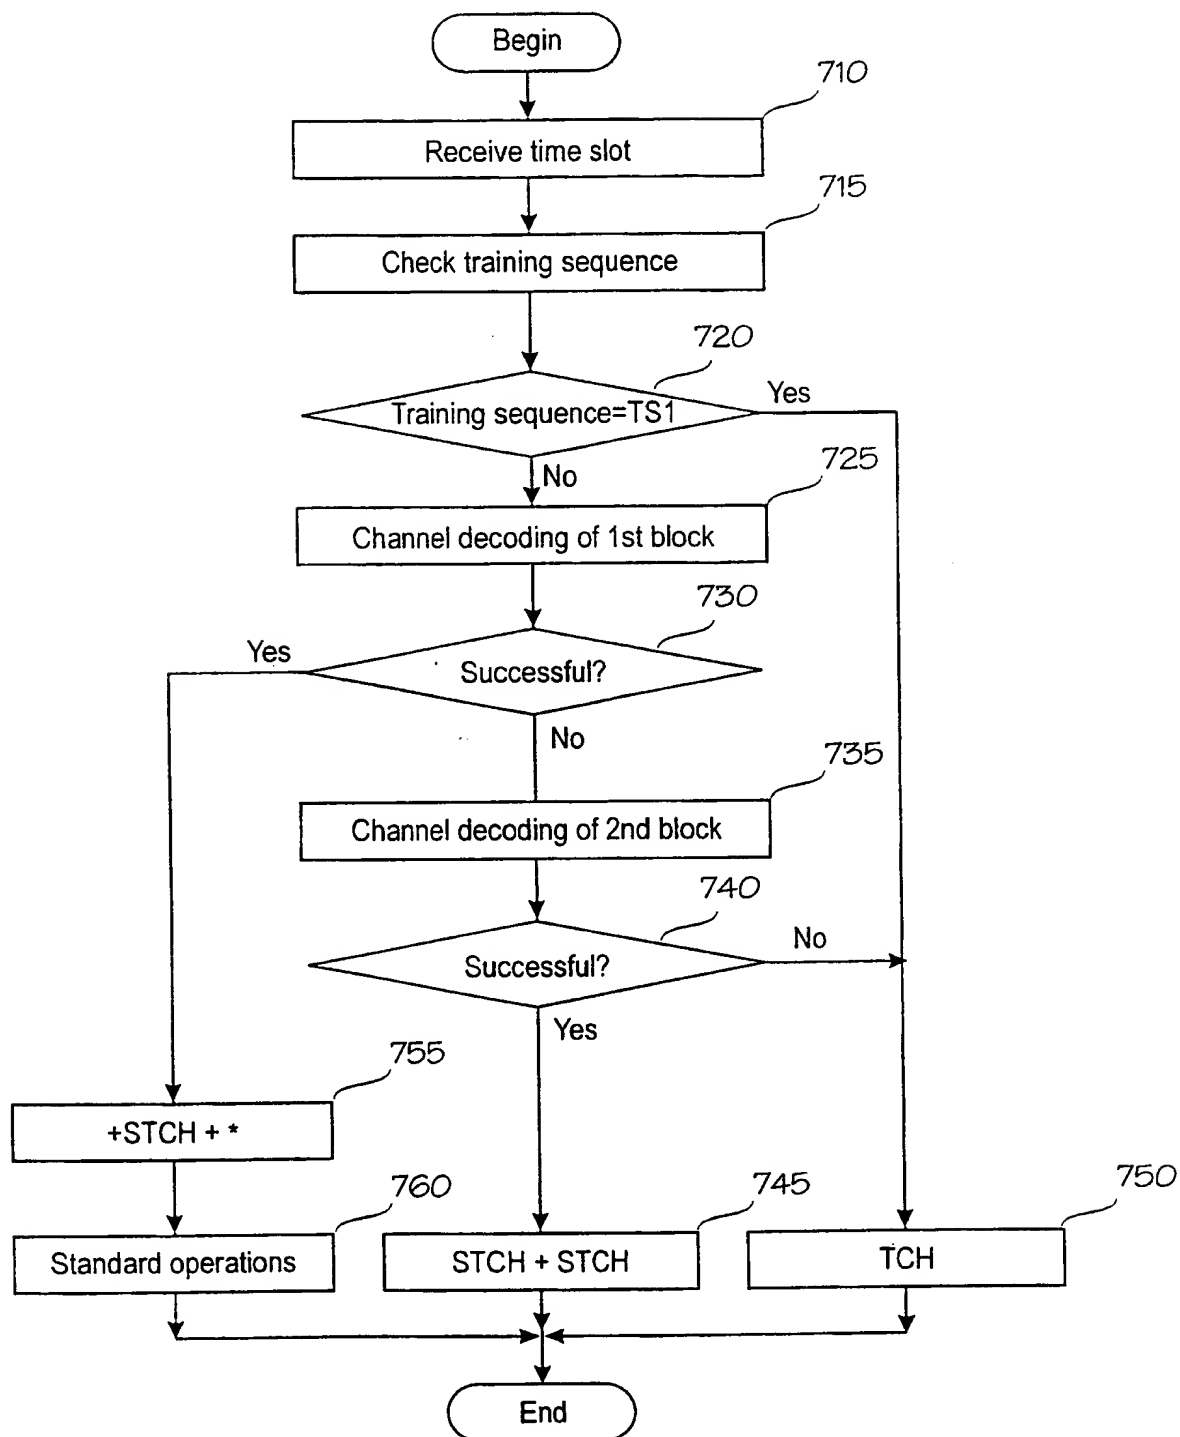 Begin
710
Receive time slot
715
Check training sequence
720
Training sequence=TS1
Yes
No
725
Channel decoding of 1st block
730
Yes
Successful?
No
735
Channel decoding of 2nd block
740
Successful?
No
Yes
755
+STCH + *
760
Standard operations
745
STCH + STCH
750
TCH
End